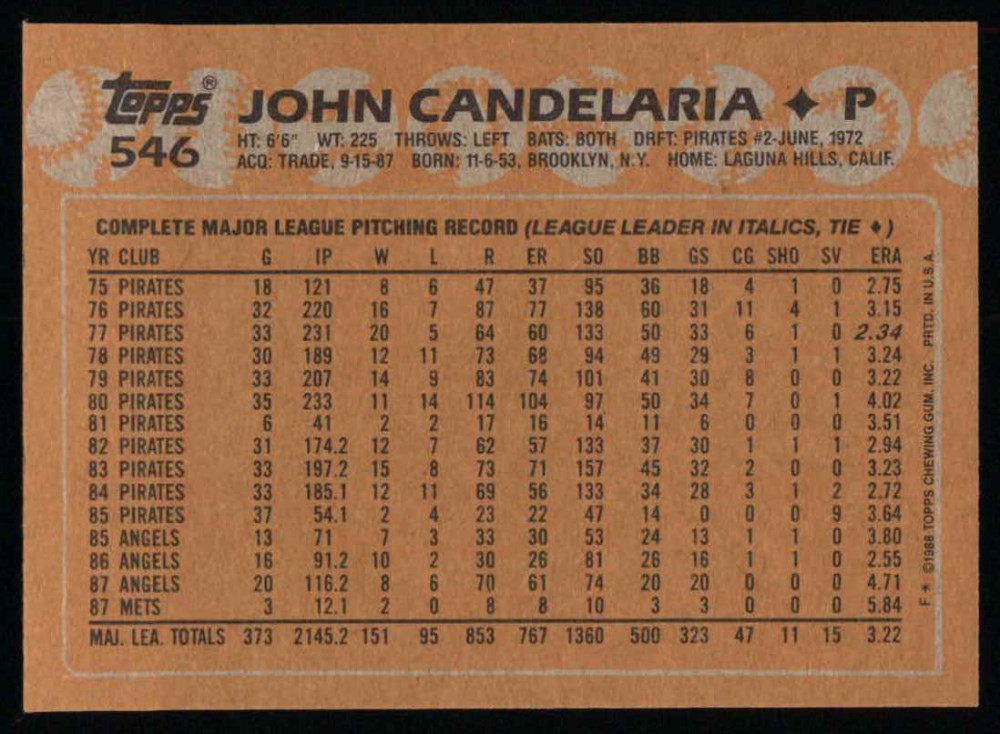 topps® JOHN CANDELARIA ✦ P
546
HT: 6'6" WT: 225 THROWS: LEFT BATS: BOTH DRFT: PIRATES #2-JUNE, 1972
ACQ: TRADE, 9-15-87 BORN: 11-6-53, BROOKLYN, N.Y. HOME: LAGUNA HILLS, CALIF.
COMPLETE MAJOR LEAGUE PITCHING RECORD (LEAGUE LEADER IN ITALICS, TIE ♦)
YR CLUB G IP W L R ER SO BB GS CG SHO SV ERA
75 PIRATES 18 121 8 6 47 37 95 36 18 4 1 0 2.75
76 PIRATES 32 220 16 7 87 77 138 60 31 11 4 1 3.15
77 PIRATES 33 231 20 5 64 60 133 50 33 6 1 0 2.34
78 PIRATES 30 189 12 11 73 68 94 49 29 3 1 1 3.24
79 PIRATES 33 207 14 9 83 74 101 41 30 8 0 0 3.22
80 PIRATES 35 233 11 14 114 104 97 50 34 7 0 1 4.02
81 PIRATES 6 41 2 2 17 16 14 11 6 0 0 0 3.51
82 PIRATES 31 174.2 12 7 62 57 133 37 30 1 1 1 2.94
83 PIRATES 33 197.2 15 8 73 71 157 45 32 2 0 0 3.23
84 PIRATES 33 185.1 12 11 69 56 133 34 28 3 1 2 2.72
85 PIRATES 37 54.1 2 4 23 22 47 14 0 0 0 9 3.64
85 ANGELS 13 71 7 3 33 30 53 24 13 1 1 0 3.80
86 ANGELS 16 91.2 10 2 30 26 81 26 16 1 1 0 2.55
87 ANGELS 20 116.2 8 6 70 61 74 20 20 0 0 0 4.71
87 METS 3 12.1 2 0 8 8 10 3 3 0 0 0 5.84
MAJ. LEA. TOTALS 373 2145.2 151 95 853 767 1360 500 323 47 11 15 3.22
F * ©1988 TOPPS CHEWING GUM, INC. PRTD. IN U.S.A.